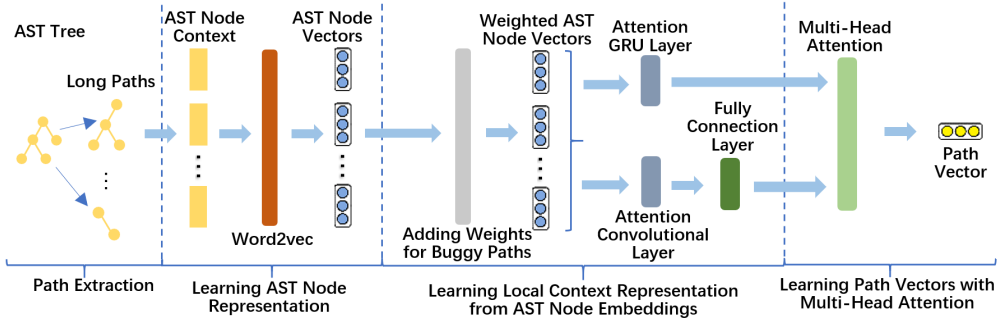 AST Tree
Long Paths
AST Node
Context
AST Node
Vectors
Word2vec
Weighted AST
Node Vectors
Adding Weights
for Buggy Paths
Attention
GRU Layer
Attention
Convolutional
Layer
Fully
Connection
Layer
Multi-Head
Attention
Path
Vector
Path Extraction
Learning AST Node
Representation
Learning Local Context Representation
from AST Node Embeddings
Learning Path Vectors with
Multi-Head Attention